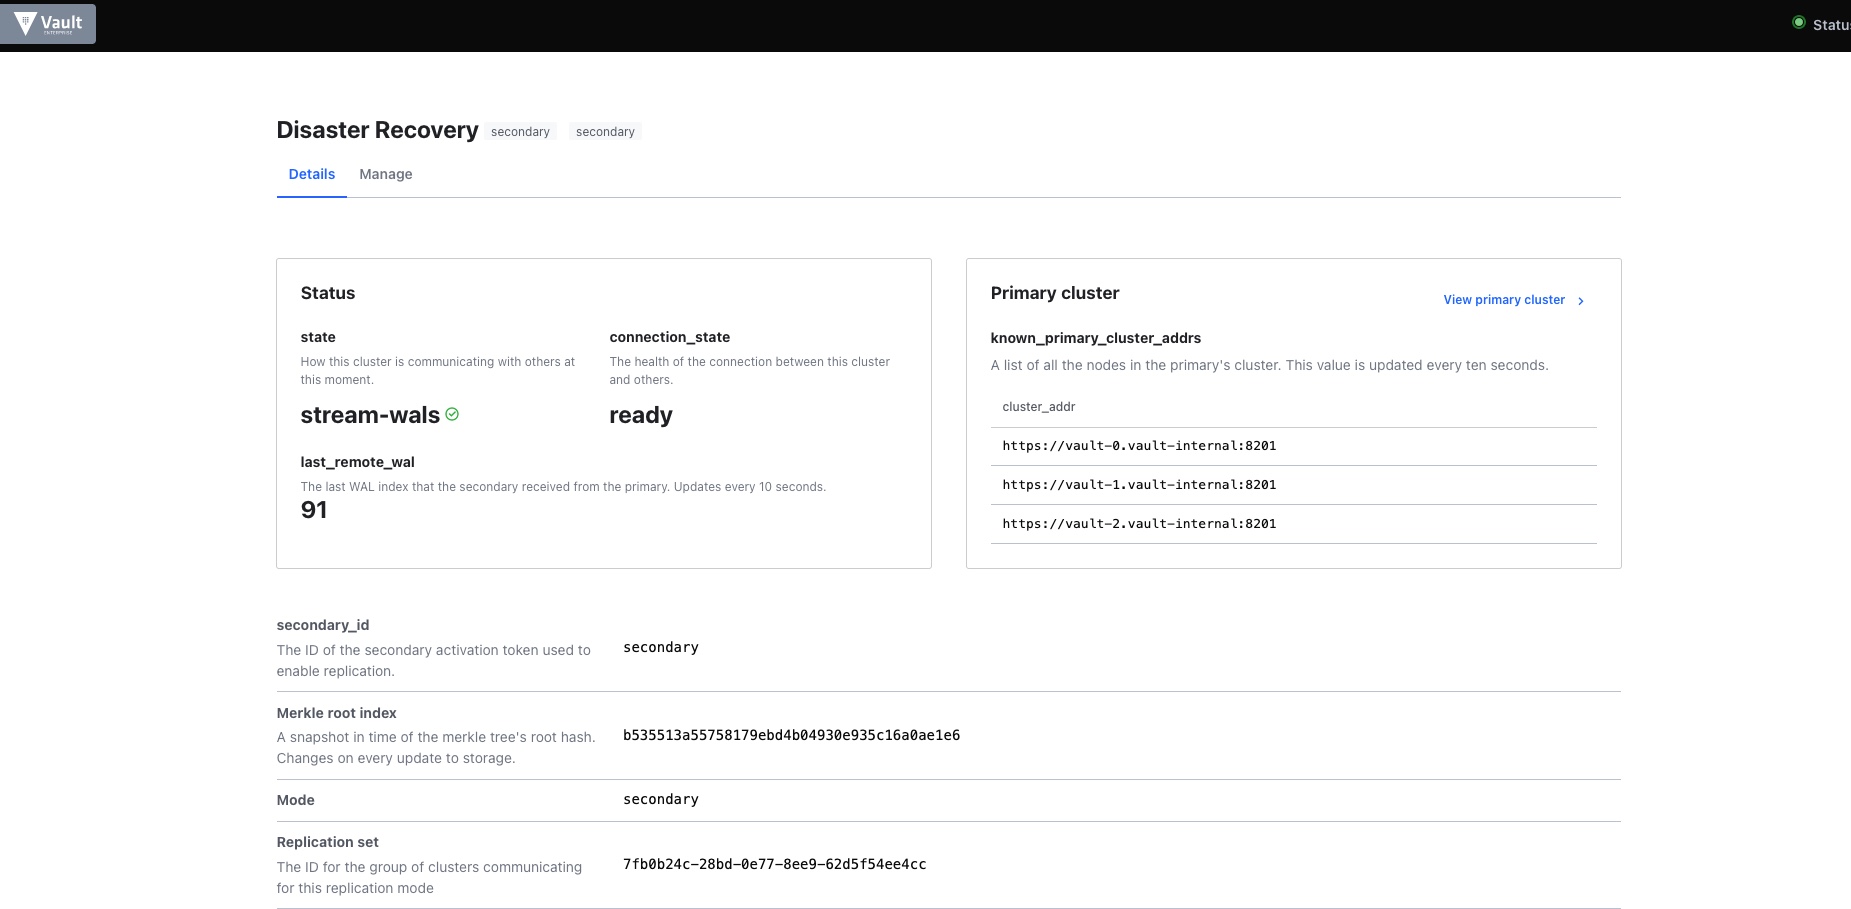 Vault
ENTERPRISE
Statu
Disaster Recovery secondary secondary
Details Manage
Status
state
How this cluster is communicating with others at
this moment.
stream-wals
connection_state
The health of the connection between this cluster
and others.
ready
last_remote_wal
The last WAL index that the secondary received from the primary. Updates every 10 seconds.
91
Primary cluster
View primary cluster
known_primary_cluster_addrs
A list of all the nodes in the primary's cluster. This value is updated every ten seconds.
cluster_addr
https://vault-0.vault-internal:8201
https://vault-1.vault-internal:8201
https://vault-2.vault-internal:8201
secondary_id
The ID of the secondary activation token used to
enable replication.
secondary
Merkle root index
A snapshot in time of the merkle tree's root hash.
Changes on every update to storage.
b535513a55758179ebd4b04930e935c16a0ae1e6
Mode
secondary
Replication set
The ID for the group of clusters communicating
for this replication mode
7fb0b24c-28bd-0e77-8ee9-62d5f54ee4cc